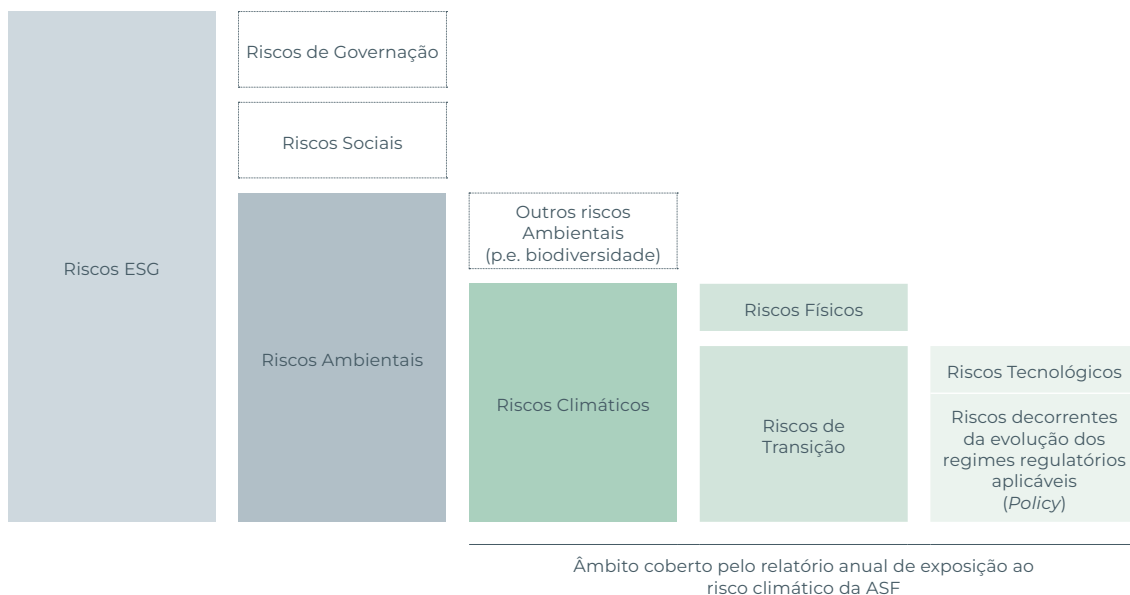 Riscos ESG
Riscos de Governação
Riscos Sociais
Riscos Ambientais
Outros riscos
Ambientais
(p.e. biodiversidade)
Riscos Climáticos
Riscos Físicos
Riscos de
Transição
Riscos Tecnológicos
Riscos decorrentes
da evolução dos
regimes regulatórios
aplicáveis
(Policy)
Âmbito coberto pelo relatório anual de exposição ao
risco climático da ASF